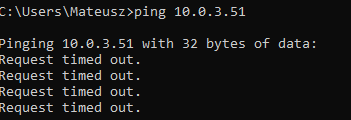 C:\Users\Mateusz>ping 10.0.3.51
Pinging 10.0.3.51 with 32 bytes of data:
Request timed out.
Request timed out.
Request timed out.
Request timed out.